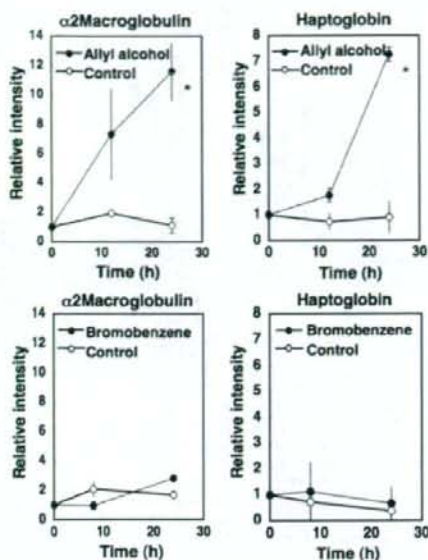 α2Macroglobulin
14
12
10
8
6
4
2
0
Relative intensity
Allyl alcohol
Control
*
0 10 20 30
Time (h)
Haptoglobin
8
7
6
5
4
3
2
1
0
Relative intensity
Allyl alcohol
Control
*
0 10 20 30
Time (h)
α2Macroglobulin
14
12
10
8
6
4
2
0
Relative intensity
Bromobenzene
Control
0 10 20 30
Time (h)
Haptoglobin
8
7
6
5
4
3
2
1
0
Relative intensity
Bromobenzene
Control
0 10 20 30
Time (h)